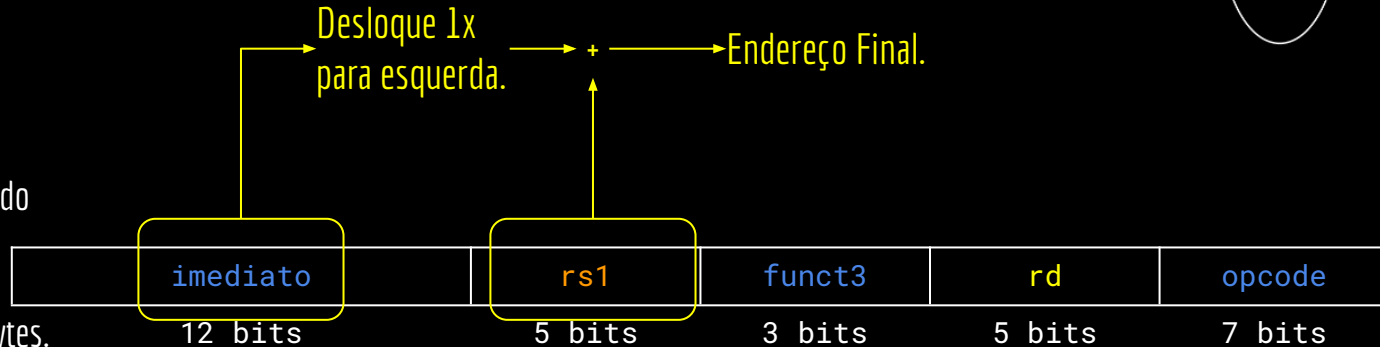 Desloque 1x
para esquerda.
+
Endereço Final.
do
imediato rs1 funct3 rd opcode
12 bits 5 bits 3 bits 5 bits 7 bits